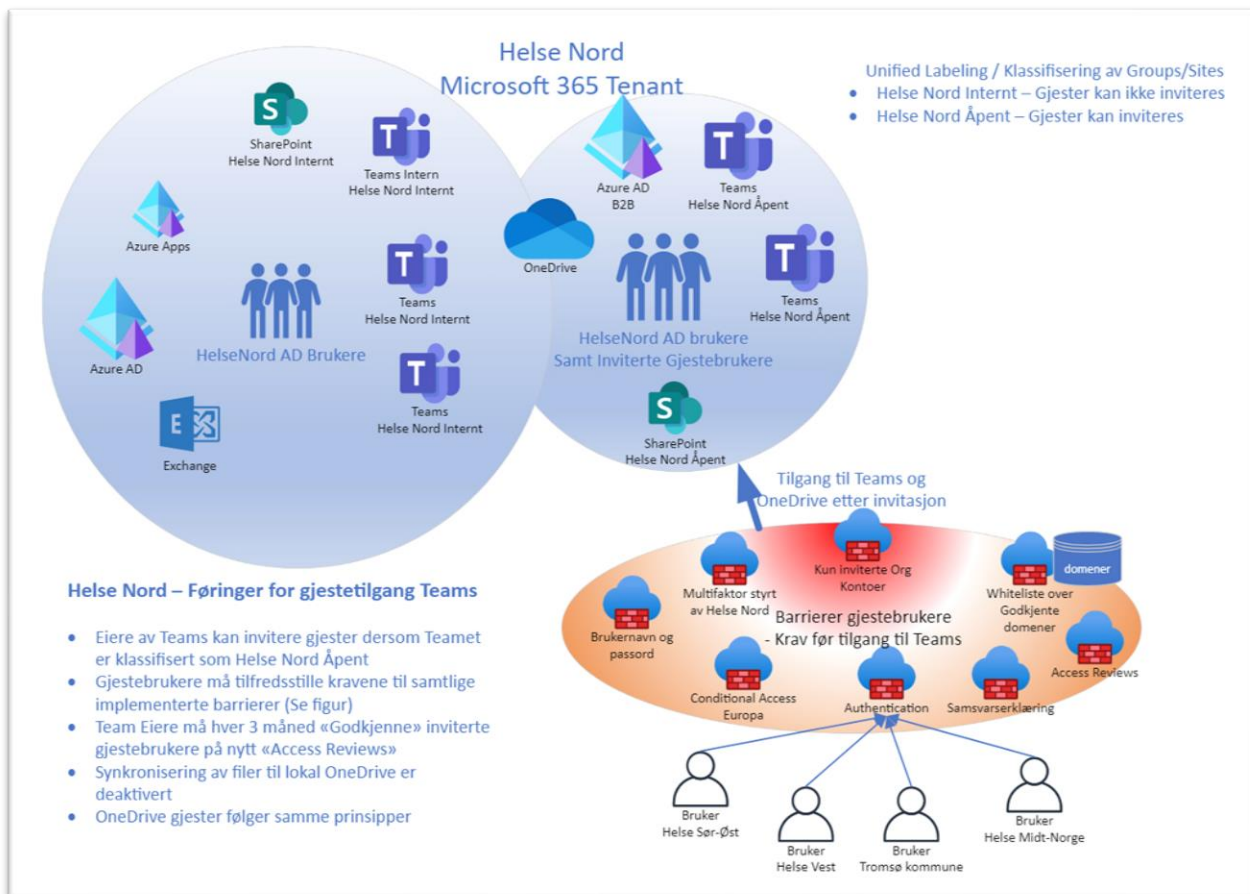 Helse Nord
Microsoft 365 Tenant
Unified Labeling / Klassifisering av Groups/Sites
• Helse Nord Internt – Gjester kan ikke inviteres
• Helse Nord Åpent – Gjester kan inviteres
S
SharePoint
Helse Nord Internt
T
Teams Intern
Helse Nord Internt
Azure Apps
T
Teams
Helse Nord Internt
Azure AD
HelseNord AD Brukere
T
Teams
Helse Nord Internt
E
Exchange
OneDrive
Azure AD
B2B
T
Teams
Helse Nord Åpent
T
Teams
Helse Nord Åpent
HelseNord AD brukere
Samt Inviterte Gjestebrukere
S
SharePoint
Helse Nord Åpent
Tilgang til Teams og
OneDrive etter invitasjon
Kun inviterte Org
Kontoer
Multifaktor styrt
av Helse Nord
domener
Whiteliste over
Godkjente
domener
Brukernavn og
passord
Barrierer gjestebrukere
- Krav før tilgang til Teams
Access Reviews
Conditional Access
Europa
Authentication
Samsvarserklæring
Bruker
Helse Sør-Øst
Bruker
Helse Vest
Bruker
Tromsø kommune
Bruker
Helse Midt-Norge
Helse Nord – Føringer for gjestetilgang Teams
• Eiere av Teams kan invitere gjester dersom Teamet
er klassifisert som Helse Nord Åpent
• Gjestebrukere må tilfredsstille kravene til samtlige
implementerte barrierer (Se figur)
• Team Eiere må hver 3 måned «Godkjenne» inviterte
gjestebrukere på nytt «Access Reviews»
• Synkronisering av filer til lokal OneDrive er
deaktivert
• OneDrive gjester følger samme prinsipper